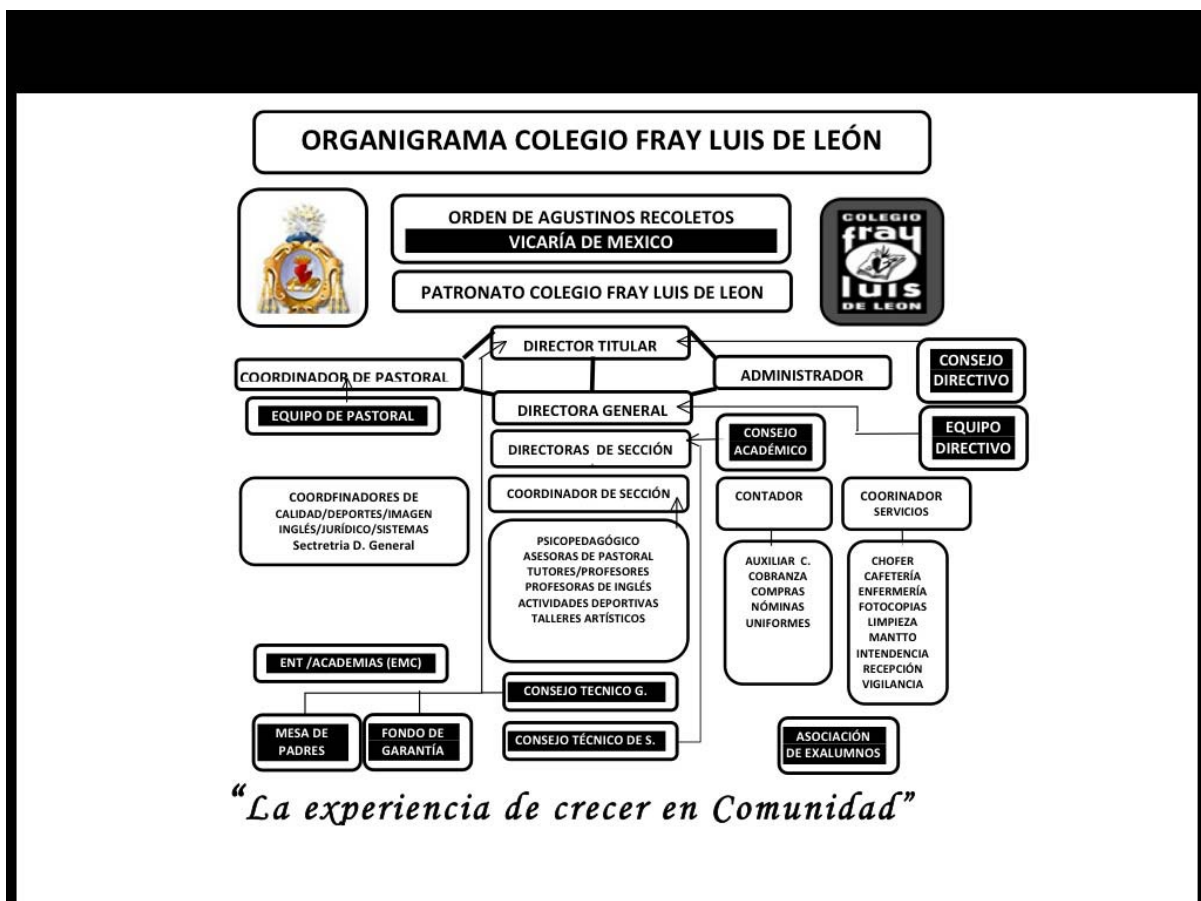 ORGANIGRAMA COLEGIO FRAY LUIS DE LEÓN
ORDEN DE AGUSTINOS RECOLETOS
VICARÍA DE MEXICO
COLEGIO
fray
luis
DE LEON
PATRONATO COLEGIO FRAY LUIS DE LEON
DIRECTOR TITULAR
COORDINADOR DE PASTORAL
ADMINISTRADOR
CONSEJO
DIRECTIVO
EQUIPO DE PASTORAL
DIRECTORA GENERAL
EQUIPO
DIRECTIVO
DIRECTORAS DE SECCIÓN
CONSEJO
ACADÉMICO
COORDFINADORES DE
CALIDAD/DEPORTES/IMAGEN
INGLÉS/JURÍDICO/SISTEMAS
Sectretria D. General
COORDINADOR DE SECCIÓN
CONTADOR
COORINADOR
SERVICIOS
PSICOPEDAGÓGICO
ASESORAS DE PASTORAL
TUTORES/PROFESORES
PROFESORAS DE INGLÉS
ACTIVIDADES DEPORTIVAS
TALLERES ARTÍSTICOS
AUXILIAR C.
COBRANZA
COMPRAS
NÓMINAS
UNIFORMES
CHOFER
CAFETERÍA
ENFERMERÍA
FOTOCOPIAS
LIMPIEZA
MANTTO
INTENDENCIA
RECEPCIÓN
VIGILANCIA
ENT /ACADEMIAS (EMC)
CONSEJO TECNICO G.
MESA DE
PADRES
FONDO DE
GARANTÍA
CONSEJO TÉCNICO DE S.
ASOCIACIÓN
DE EXALUMNOS
“La experiencia de crecer en Comunidad”